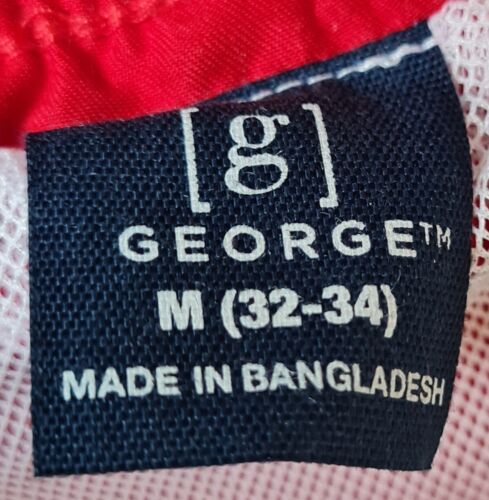 [g]
GEORGE™
M (32-34)
MADE IN BANGLADESH